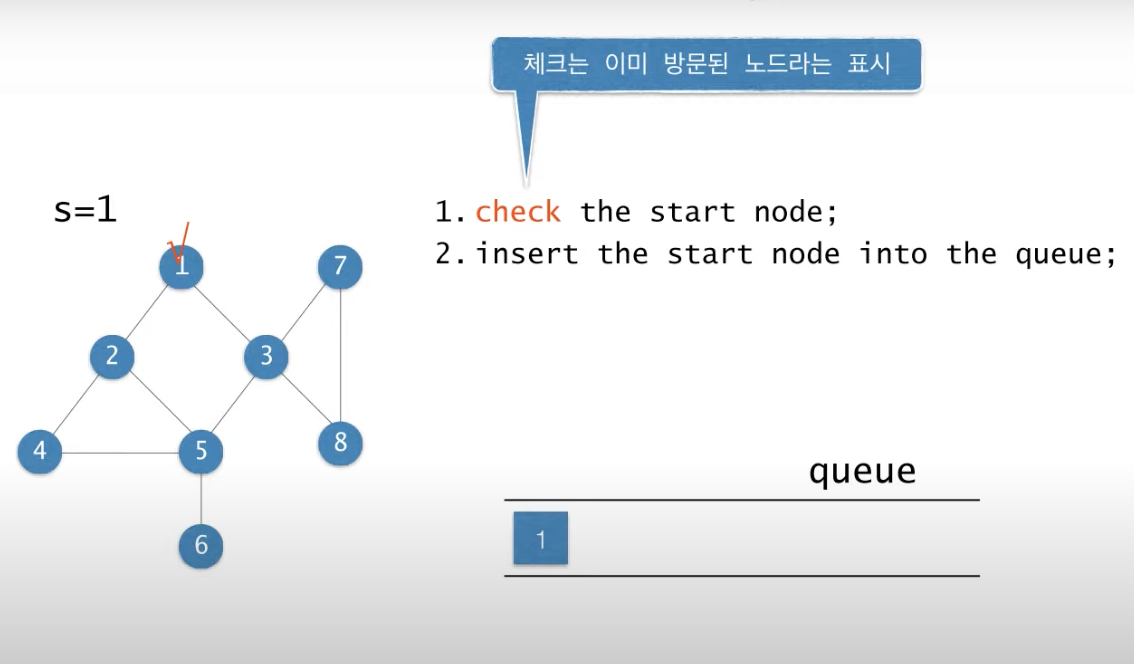 체크는 이미 방문된 노드라는 표시
s=1
1. check the start node;
2. insert the start node into the queue;
1
7
2
3
4
5
8
6
queue
1